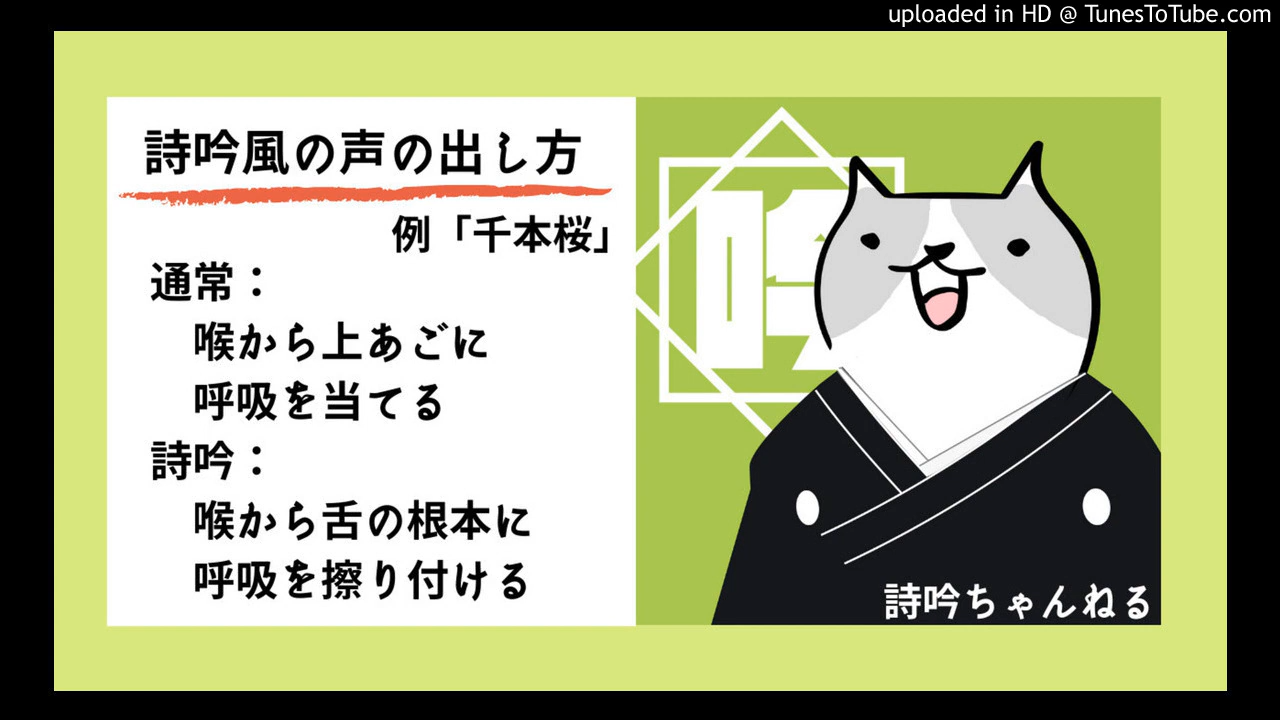 uploaded in HD @ TunesToTube.com
詩吟風の声の出し方
例「千本桜」
通常：
喉から上あごに
呼吸を当てる
詩吟：
喉から舌の根本に
呼吸を擦り付ける
吟
詩吟ちゃんねる